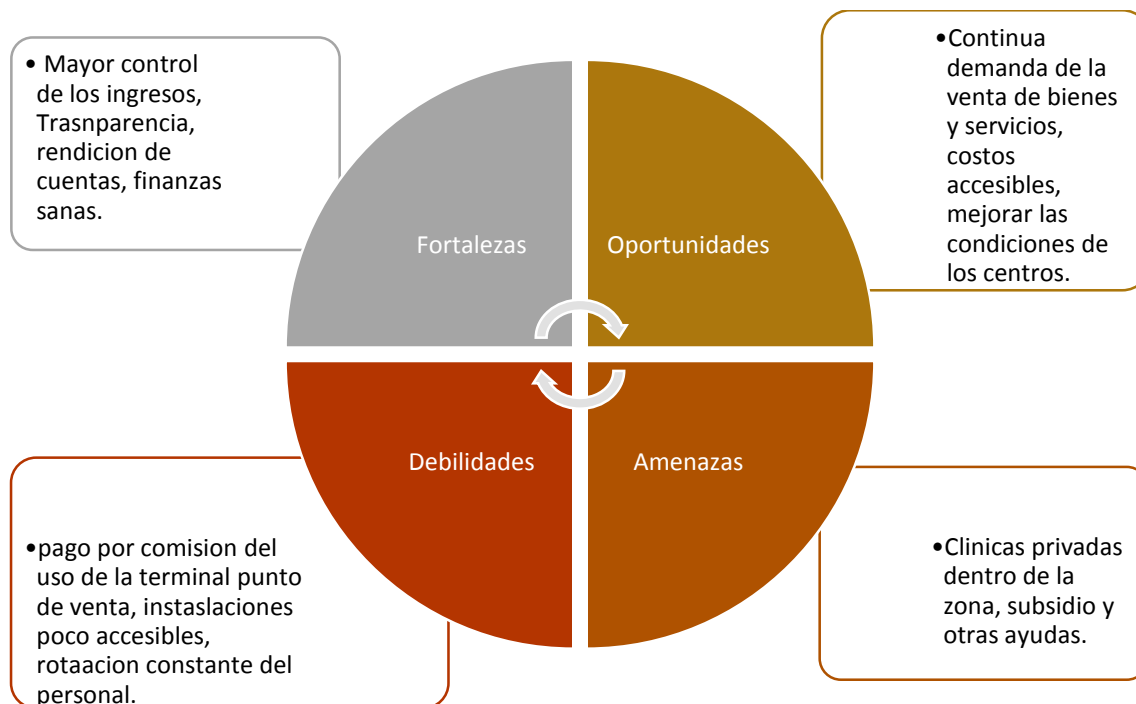 • Mayor control
de los ingresos,
Trasnparencia,
rendicion de
cuentas, finanzas
sanas.
•Continua
demanda de la
venta de bienes
y servicios,
costos
accesibles,
mejorar las
condiciones de
los centros.
Fortalezas
Oportunidades
Debilidades
Amenazas
•pago por comision del
uso de la terminal punto
de venta, instaslaciones
poco accesibles,
rotaacion constante del
personal.
•Clinicas privadas
dentro de la
zona, subsidio y
otras ayudas.